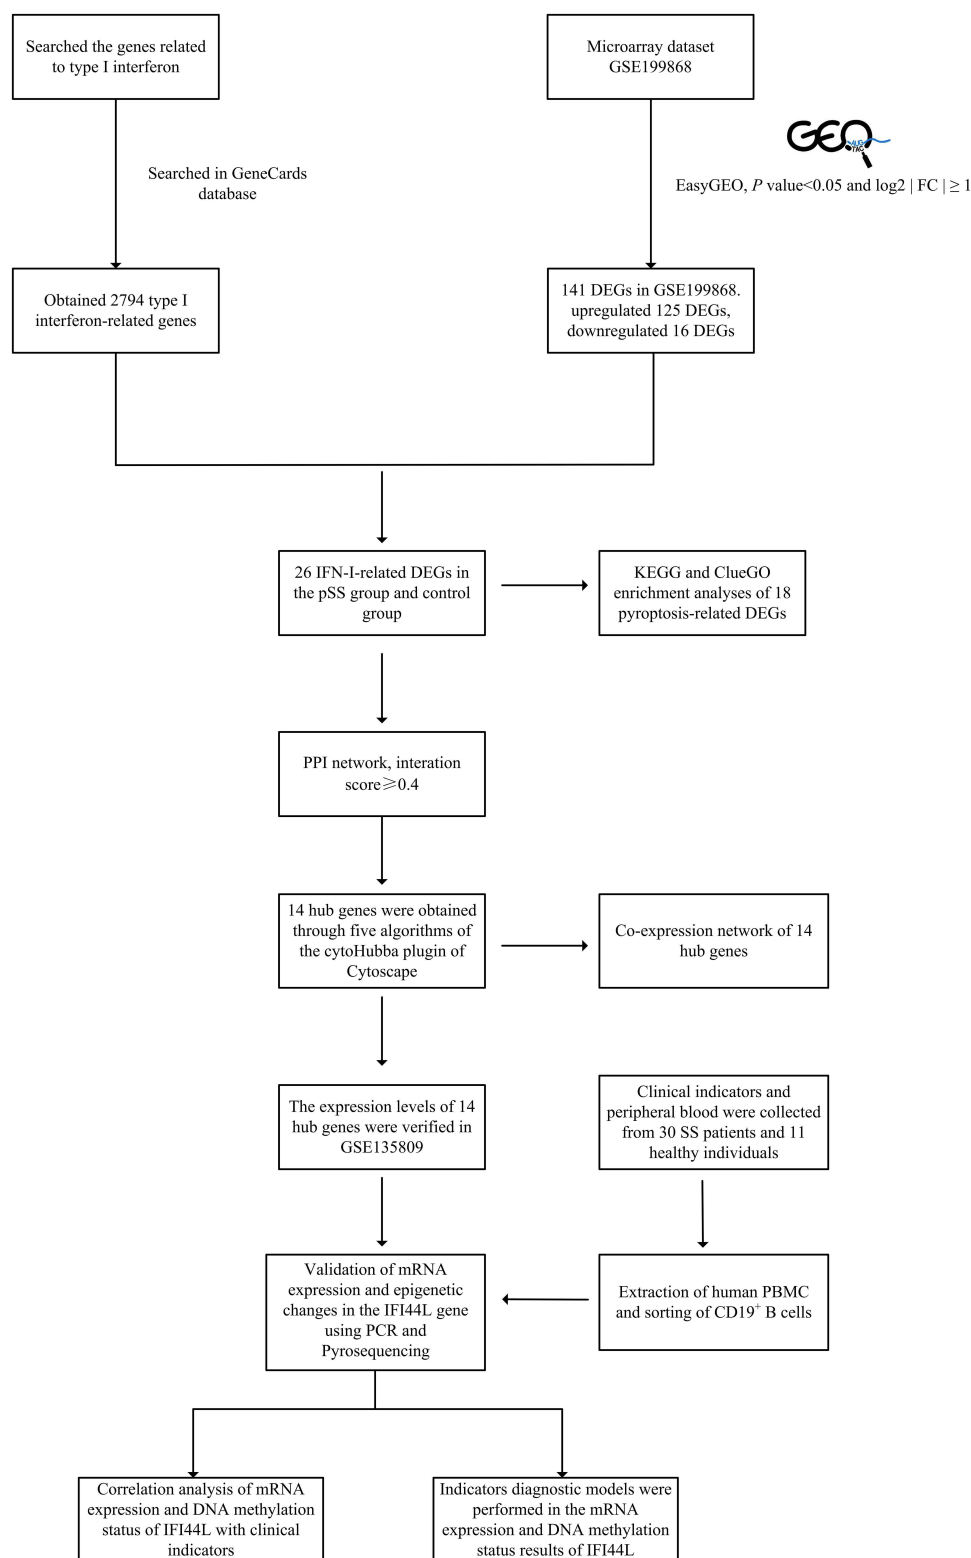 Searched the genes related
to type I interferon
Microarray dataset
GSE199868
GEO
Searched in GeneCards
database
EasyGEO, P value<0.05 and log2 | FC | ≥ 1
Obtained 2794 type I
interferon-related genes
141 DEGs in GSE199868.
upregulated 125 DEGs,
downregulated 16 DEGs
26 IFN-I-related DEGs in
the pSS group and control
group
KEGG and ClueGO
enrichment analyses of 18
pyroptosis-related DEGs
PPI network, interation
score≥0.4
14 hub genes were obtained
through five algorithms of
the cytoHubba plugin of
Cytoscape
Co-expression network of 14
hub genes
The expression levels of 14
hub genes were verified in
GSE135809
Clinical indicators and
peripheral blood were collected
from 30 SS patients and 11
healthy individuals
Validation of mRNA
expression and epigenetic
changes in the IFI44L gene
using PCR and
Pyrosequencing
Extraction of human PBMC
and sorting of CD19⁺ B cells
Correlation analysis of mRNA
expression and DNA methylation
status of IFI44L with clinical
indicators
Indicators diagnostic models were
performed in the mRNA
expression and DNA methylation
status results of IFI44L